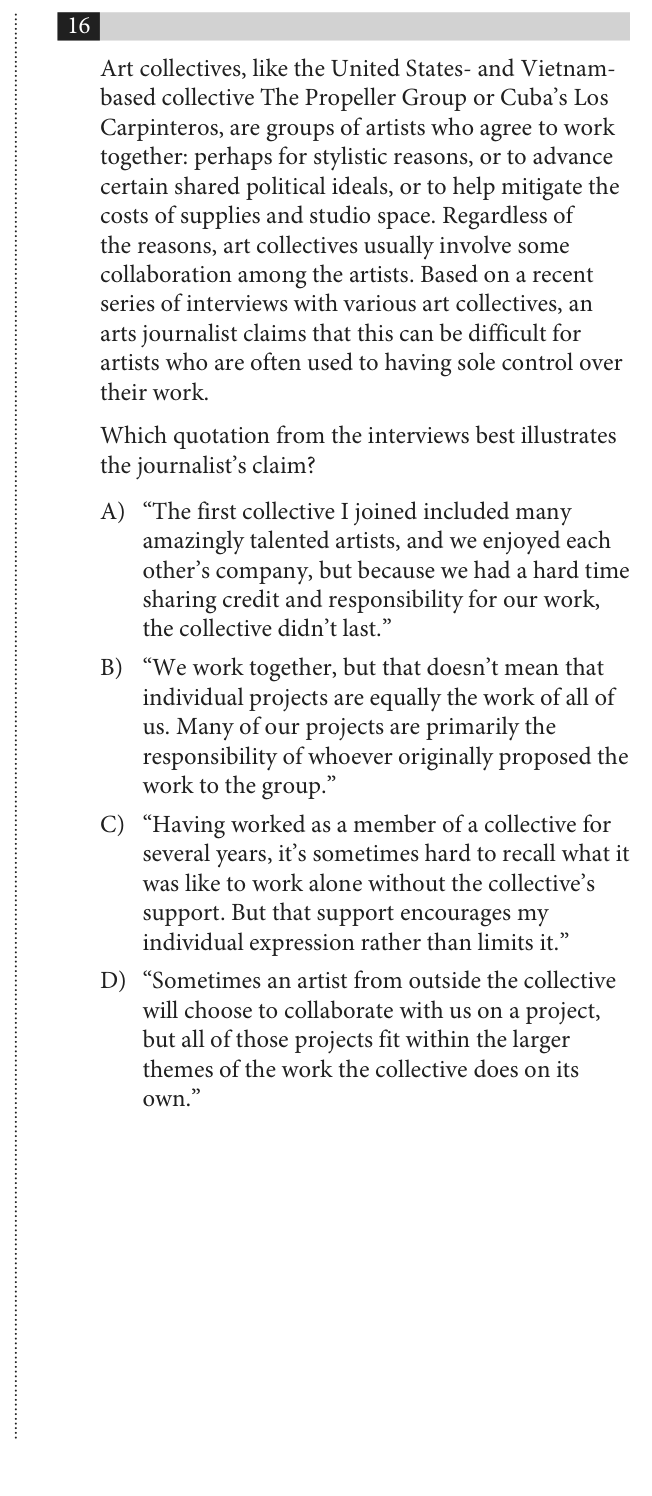 16
Art collectives, like the United States- and Vietnam-
based collective The Propeller Group or Cuba’s Los
Carpinteros, are groups of artists who agree to work
together: perhaps for stylistic reasons, or to advance
certain shared political ideals, or to help mitigate the
costs of supplies and studio space. Regardless of
the reasons, art collectives usually involve some
collaboration among the artists. Based on a recent
series of interviews with various art collectives, an
arts journalist claims that this can be difficult for
artists who are often used to having sole control over
their work.
Which quotation from the interviews best illustrates
the journalist’s claim?
A) “The first collective I joined included many
amazingly talented artists, and we enjoyed each
other’s company, but because we had a hard time
sharing credit and responsibility for our work,
the collective didn’t last.”
B) “We work together, but that doesn’t mean that
individual projects are equally the work of all of
us. Many of our projects are primarily the
responsibility of whoever originally proposed the
work to the group.”
C) “Having worked as a member of a collective for
several years, it’s sometimes hard to recall what it
was like to work alone without the collective’s
support. But that support encourages my
individual expression rather than limits it.”
D) “Sometimes an artist from outside the collective
will choose to collaborate with us on a project,
but all of those projects fit within the larger
themes of the work the collective does on its
own.”